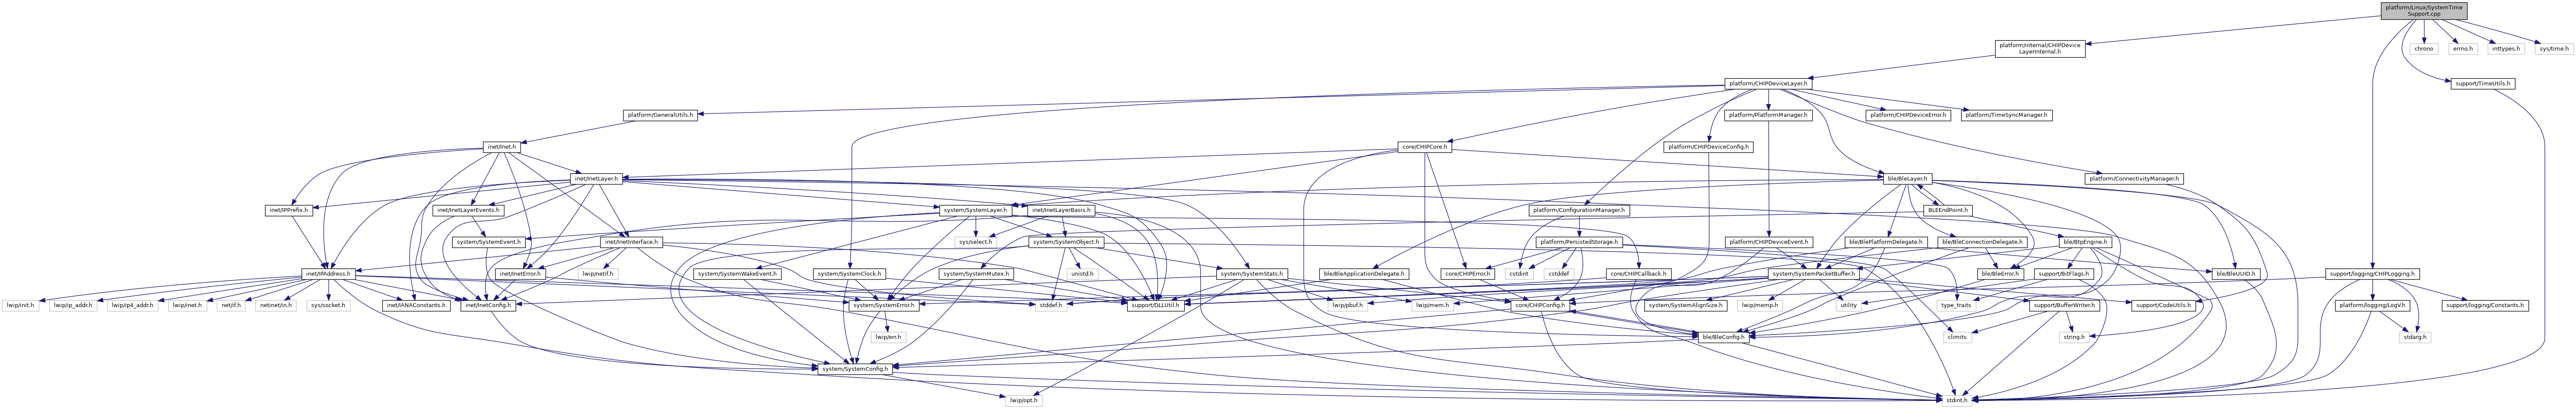 platform/Linux/SystemTime
Support.cpp
platform/internal/CHIPDevice
LayerInternal.h
chrono
errno.h
inttypes.h
sys/time.h
platform/CHIPDeviceLayer.h
support/TimeUtils.h
platform/GeneralUtils.h
platform/PlatformManager.h
platform/CHIPDeviceError.h
platform/TimeSyncManager.h
inet/Inet.h
core/CHIPCore.h
platform/CHIPDeviceConfig.h
inet/InetLayer.h
ble/BleLayer.h
platform/ConnectivityManager.h
inet/IPPrefix.h
inet/InetLayerEvents.h
system/SystemLayer.h
inet/InetLayerBasis.h
platform/ConfigurationManager.h
BLEEndPoint.h
system/SystemEvent.h
inet/InetInterface.h
sys/select.h
system/SystemObject.h
platform/PersistedStorage.h
platform/CHIPDeviceEvent.h
ble/BlePlatformDelegate.h
ble/BleConnectionDelegate.h
ble/BtpEngine.h
inet/IPAddress.h
inet/InetError.h
lwip/netif.h
system/SystemWakeEvent.h
system/SystemClock.h
system/SystemMutex.h
unistd.h
system/SystemStats.h
ble/BleApplicationDelegate.h
core/CHIPError.h
cstdint
cstddef
core/CHIPCallback.h
system/SystemPacketBuffer.h
ble/BleError.h
support/BitFlags.h
ble/BleUUID.h
support/logging/CHIPLogging.h
lwip/init.h
lwip/ip_addr.h
lwip/ip4_addr.h
lwip/inet.h
net/if.h
netinet/in.h
sys/socket.h
inet/IANAConstants.h
inet/InetConfig.h
system/SystemError.h
stddef.h
support/DLLUtil.h
lwip/pbuf.h
lwip/mem.h
core/CHIPConfig.h
system/SystemAlignSize.h
lwip/memp.h
utility
type_traits
support/BufferWriter.h
support/CodeUtils.h
platform/logging/LogV.h
support/logging/Constants.h
lwip/err.h
ble/BleConfig.h
climits
string.h
stdarg.h
system/SystemConfig.h
lwip/opt.h
stdint.h